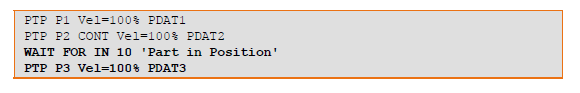 PTP P1 Vel=100% PDAT1
PTP P2 CONT Vel=100% PDAT2
WAIT FOR IN 10 'Part in Position'
PTP P3 Vel=100% PDAT3